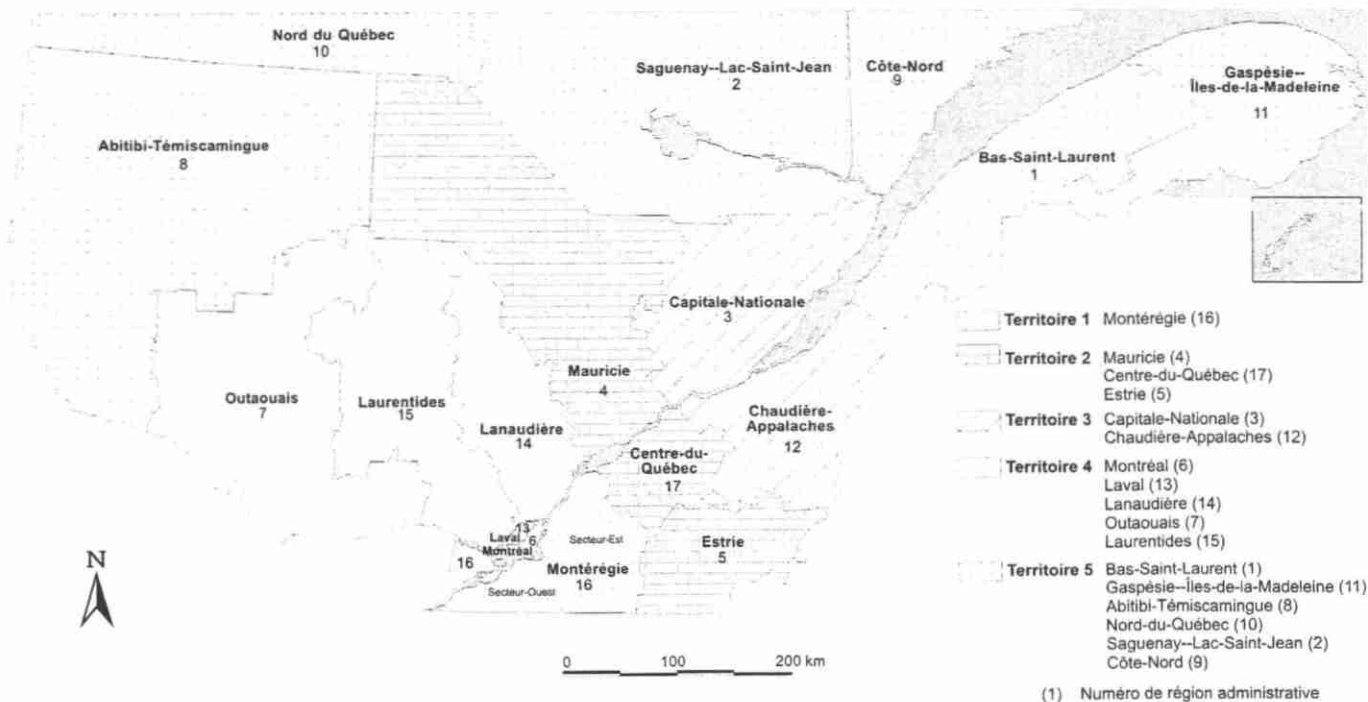 Nord du Québec
10
Saguenay--Lac-Saint-Jean
2
Côte-Nord
9
Gaspésie--
Îles-de-la-Madeleine
11
Abitibi-Témiscamingue
8
Bas-Saint-Laurent
1
Capitale-Nationale
3
Mauricie
4
Outaouais
7
Laurentides
15
Lanaudière
14
Chaudière-
Appalaches
12
Centre-du-
Québec
17
13
Laval
6
Montréal
16
Secteur-Est
Montérégie
16
Secteur-Ouest
Estrie
5
N
0 100 200 km
Territoire 1 Montérégie (16)
Territoire 2 Mauricie (4)
Centre-du-Québec (17)
Estrie (5)
Territoire 3 Capitale-Nationale (3)
Chaudière-Appalaches (12)
Territoire 4 Montréal (6)
Laval (13)
Lanaudière (14)
Outaouais (7)
Laurentides (15)
Territoire 5 Bas-Saint-Laurent (1)
Gaspésie--Îles-de-la-Madeleine (11)
Abitibi-Témiscamingue (8)
Nord-du-Québec (10)
Saguenay--Lac-Saint-Jean (2)
Côte-Nord (9)
(1) Numéro de région administrative